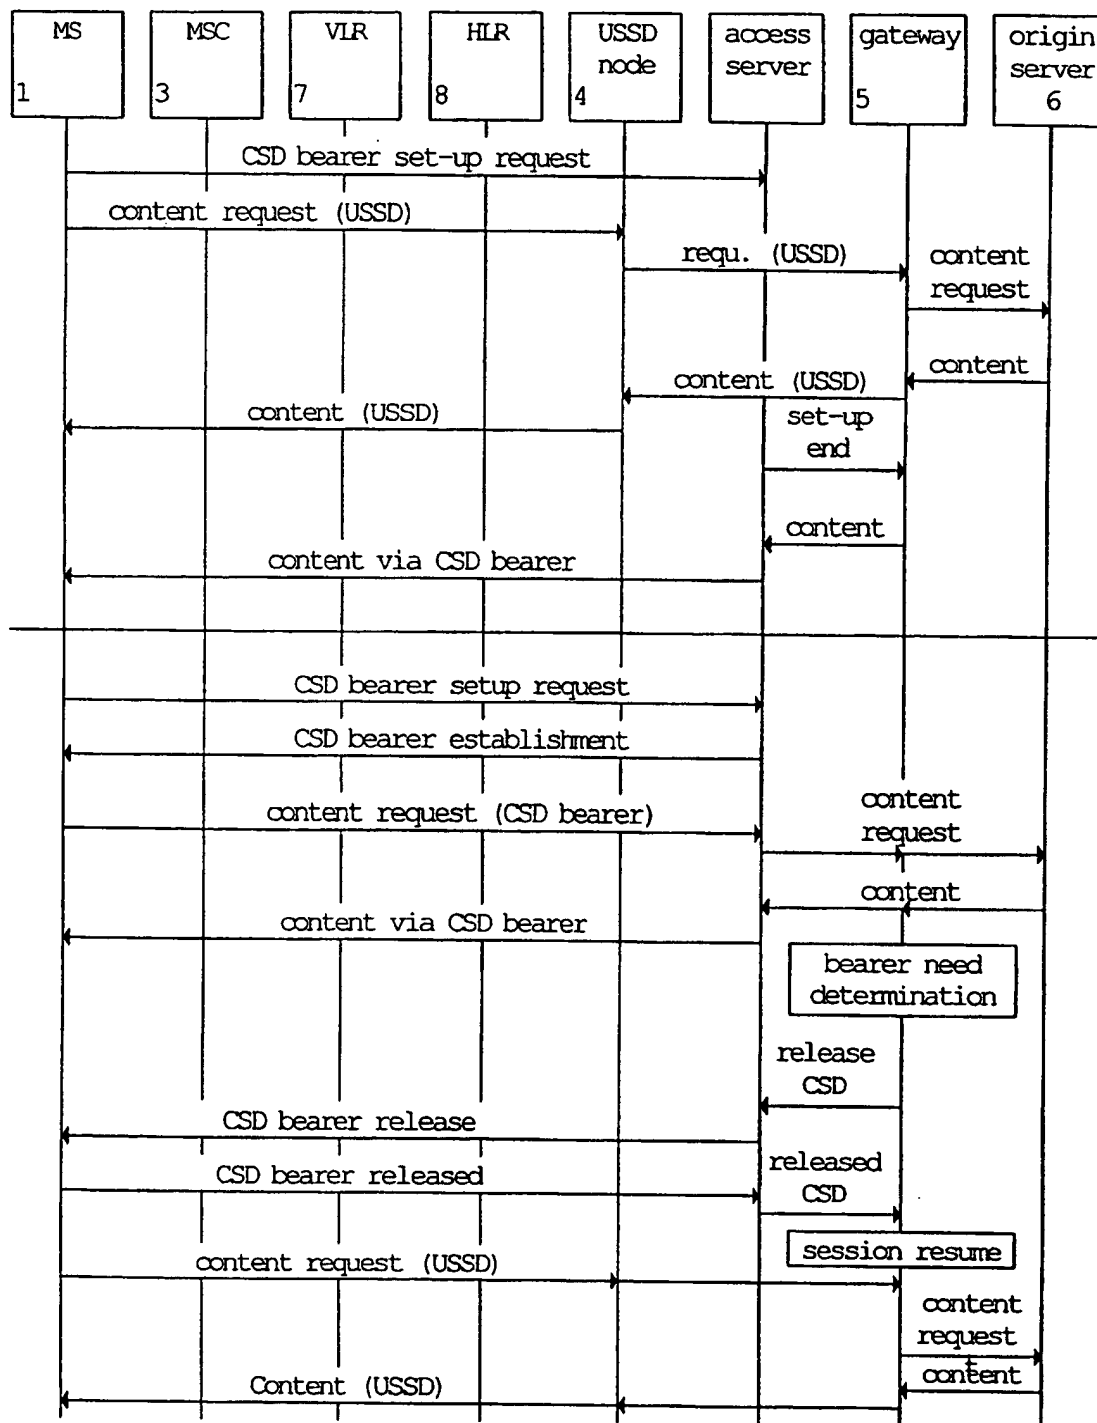 MS
MSC
VLR
HLR
USSD
node
access
server
gateway
origin
server
1
3
7
8
4
5
6
CSD bearer set-up request
content request (USSD)
requ. (USSD)
content
request
content
content (USSD)
content (USSD)
set-up
end
content
content via CSD bearer
CSD bearer setup request
CSD bearer establishment
content request (CSD bearer)
content
request
content
content via CSD bearer
bearer need
determination
release
CSD
CSD bearer release
CSD bearer released
released
CSD
session resume
content request (USSD)
content
request
content
Content (USSD)